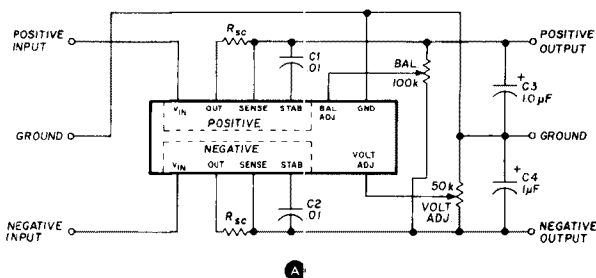 POSITIVE INPUT
Rsc
C1 .01
BAL 100k
POSITIVE OUTPUT
C3 1.0 µF
VIN OUT SENSE STAB BAL ADJ GND
POSITIVE
GROUND
GROUND
NEGATIVE
VIN OUT SENSE STAB VOLT ADJ
C4 1µF
50k VOLT ADJ.
C2 .01
Rsc
NEGATIVE INPUT
NEGATIVE OUTPUT
A